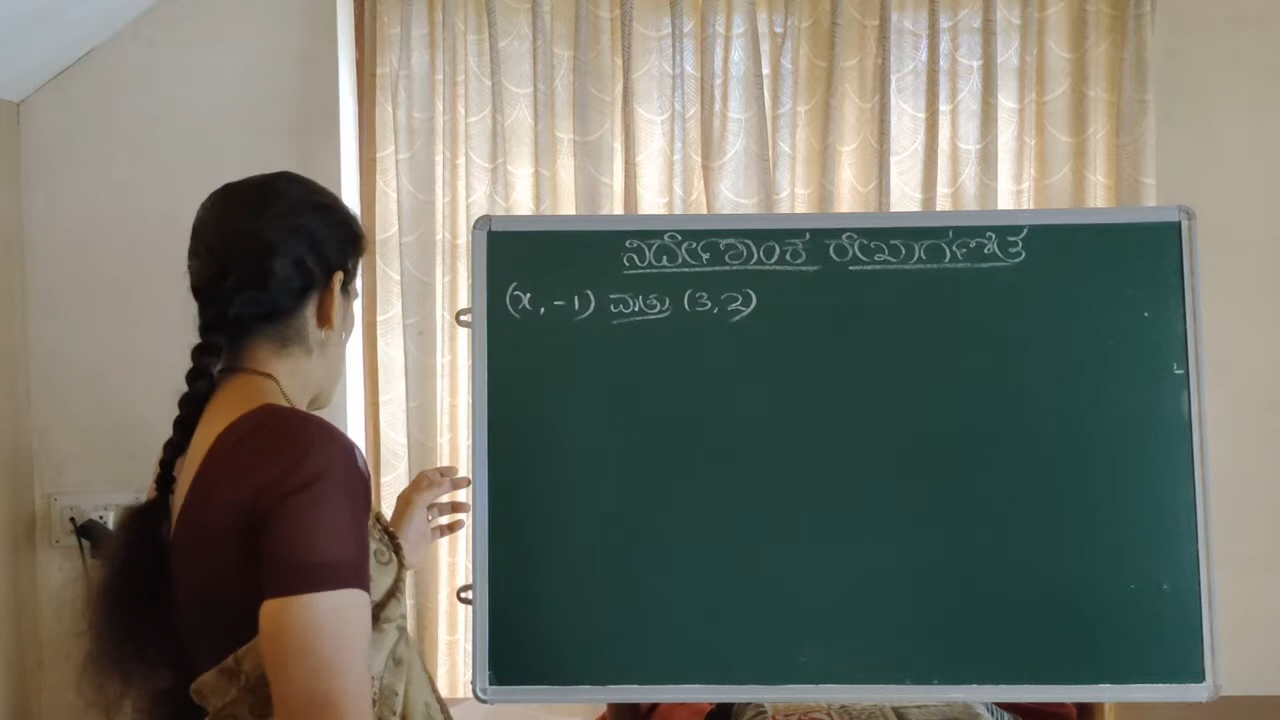 ನಿರ್ದೇಶಾಂಕ ರೇಖಾಗಣಿತ
(x, -1) ಮತ್ತು (3, 2)